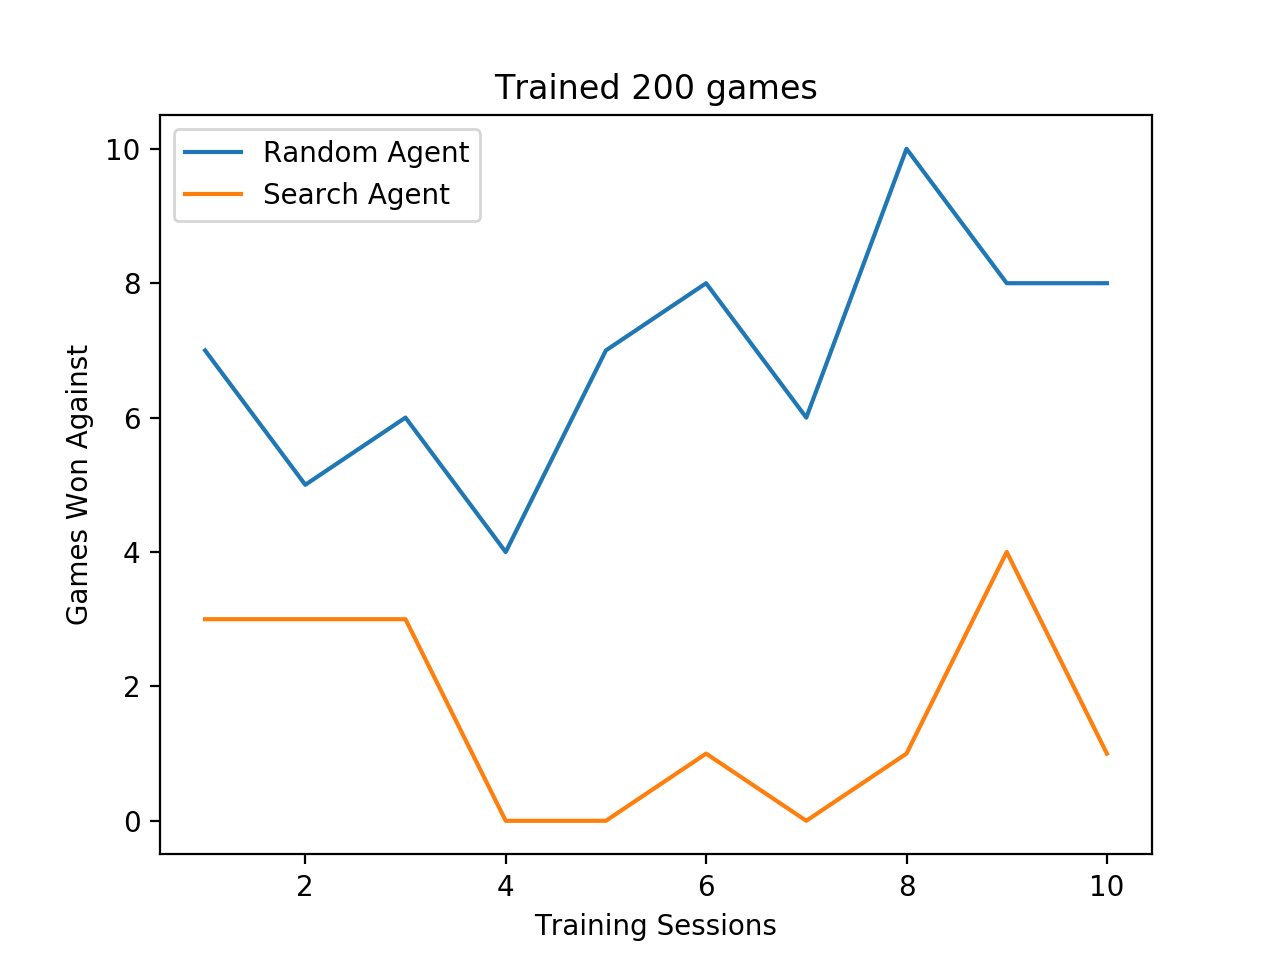 Trained 200 games
Random Agent
Search Agent
Games Won Against
10
8
6
4
2
0
2 4 6 8 10
Training Sessions